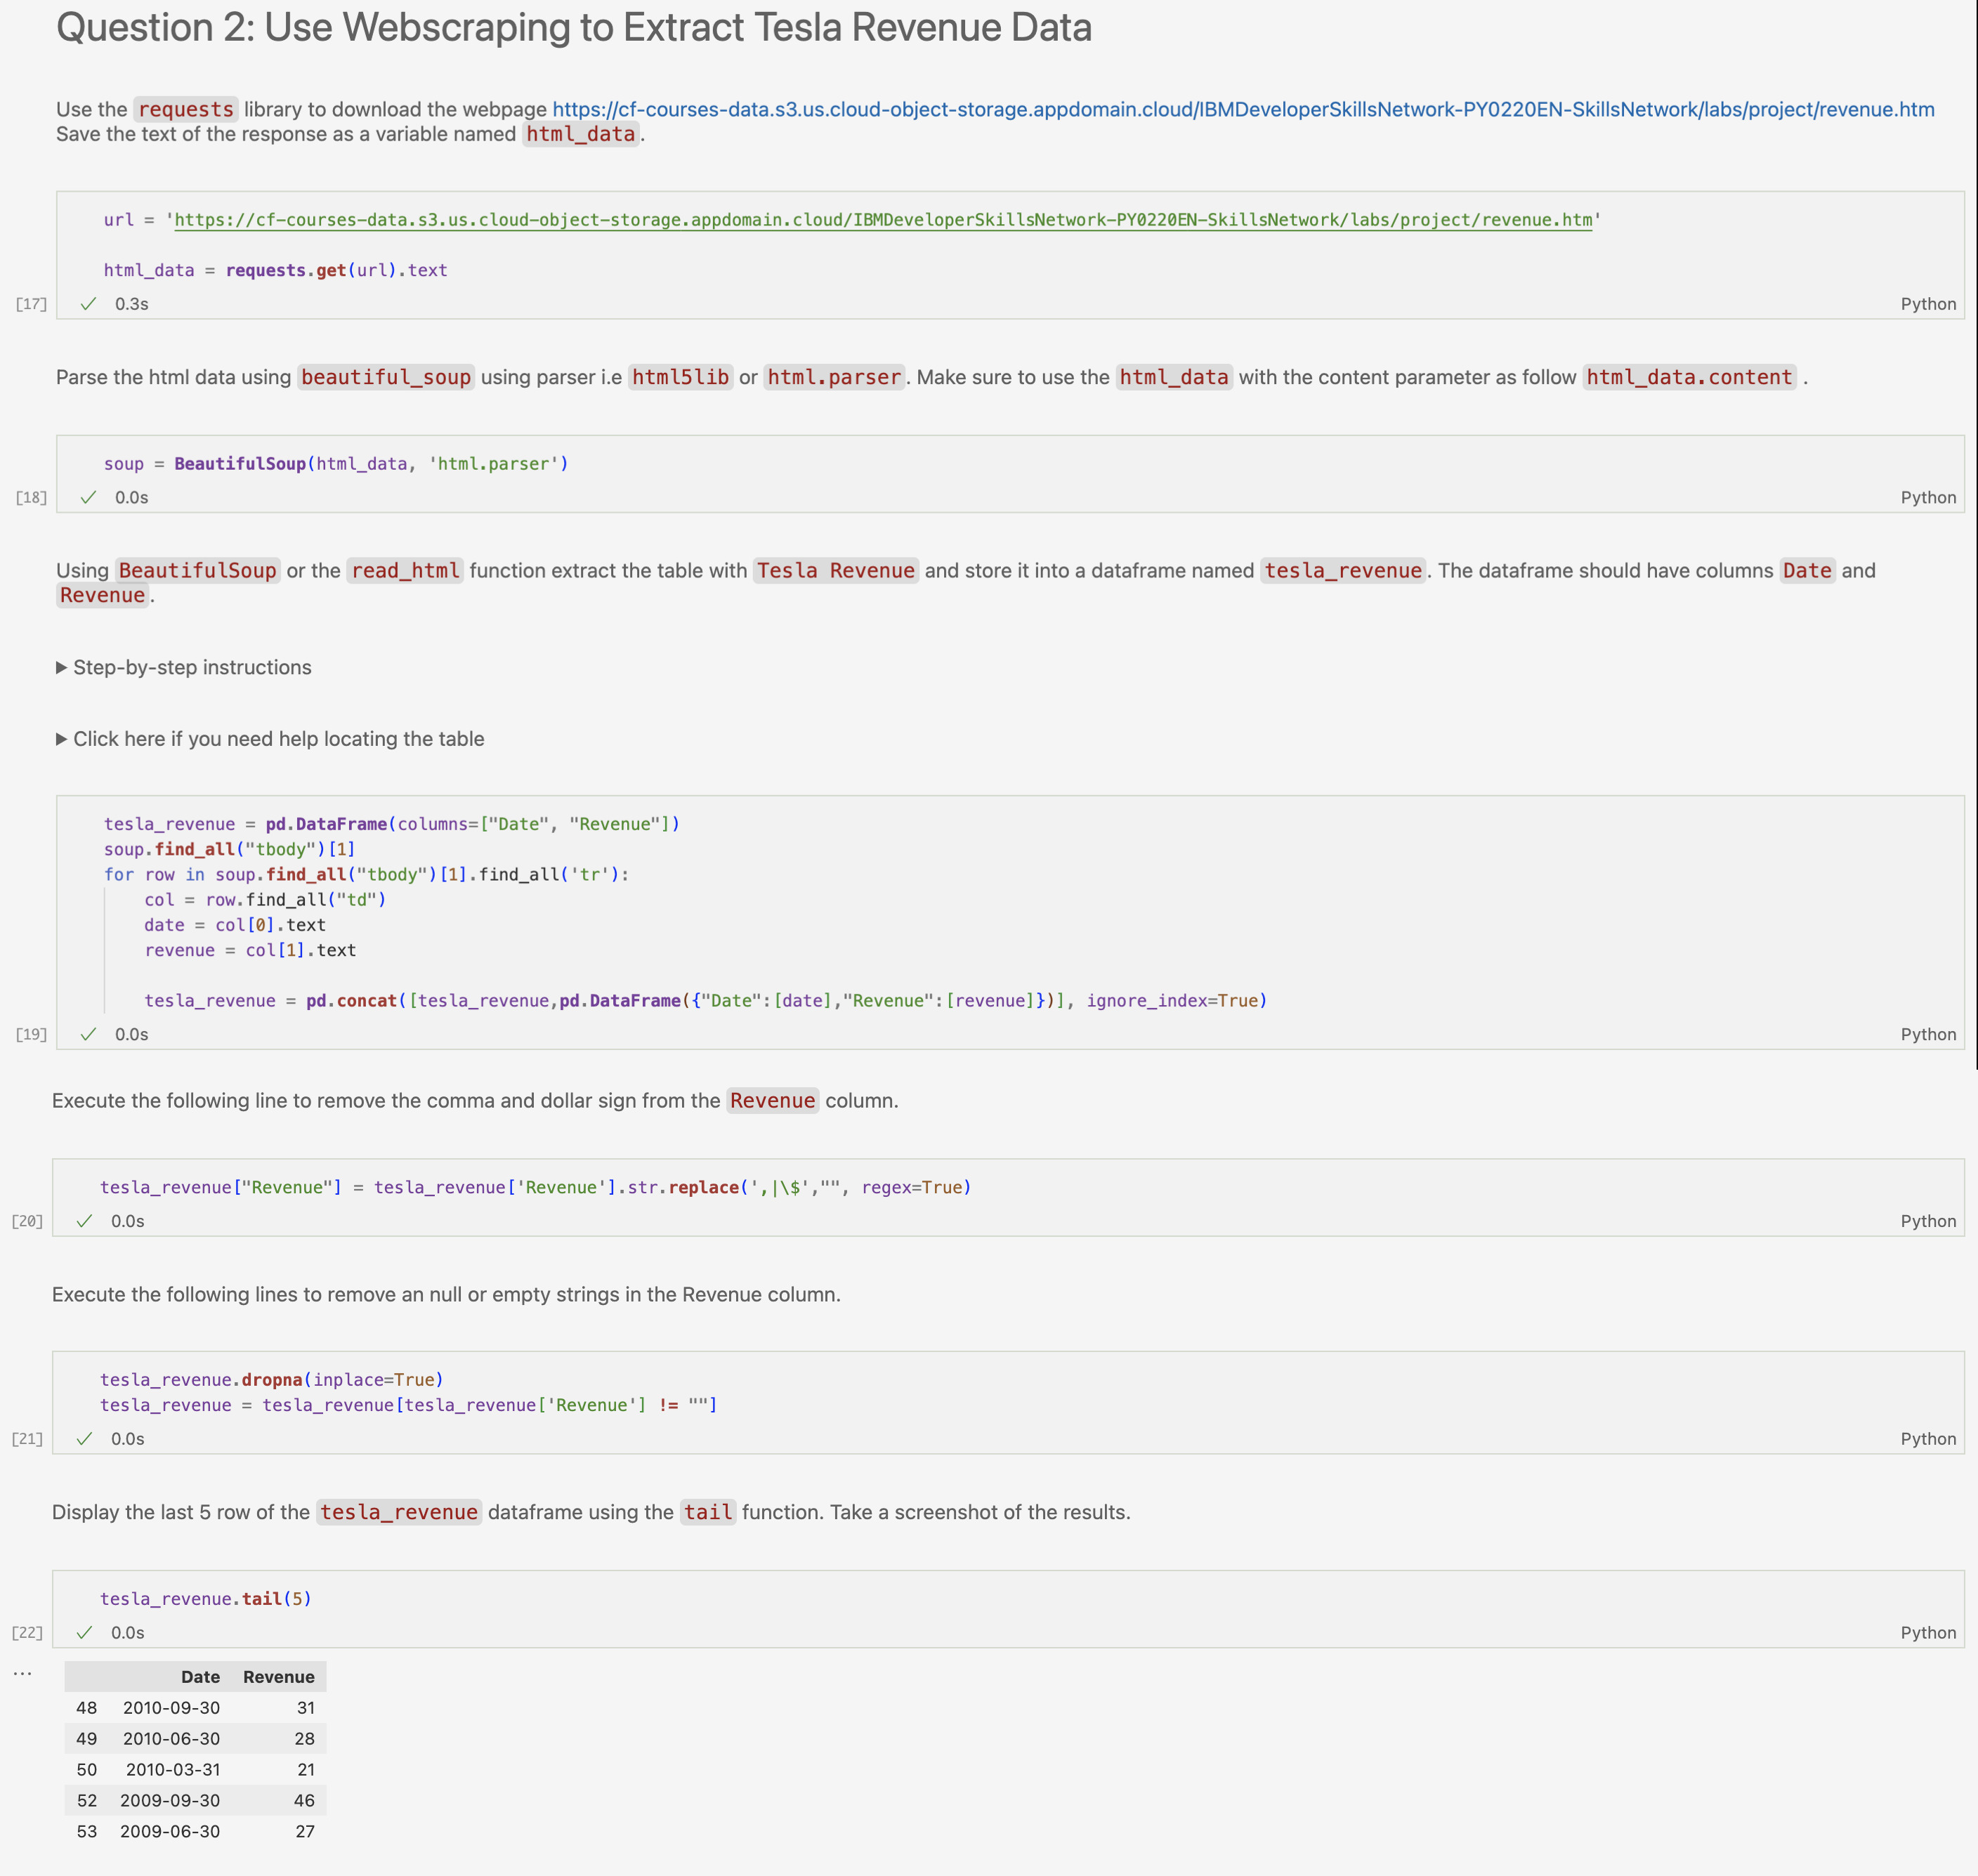 Question 2: Use Webscraping to Extract Tesla Revenue Data
Use the requests library to download the webpage https://cf-courses-data.s3.us.cloud-object-storage.appdomain.cloud/IBMDeveloperSkillsNetwork-PY0220EN-SkillsNetwork/labs/project/revenue.htm
Save the text of the response as a variable named html_data.
url = 'https://cf-courses-data.s3.us.cloud-object-storage.appdomain.cloud/IBMDeveloperSkillsNetwork-PY0220EN-SkillsNetwork/labs/project/revenue.htm'
html_data = requests.get(url).text
[17] ✓ 0.3s Python
Parse the html data using beautiful_soup using parser i.e html5lib or html.parser. Make sure to use the html_data with the content parameter as follow html_data.content .
soup = BeautifulSoup(html_data, 'html.parser')
[18] ✓ 0.0s Python
Using BeautifulSoup or the read_html function extract the table with Tesla Revenue and store it into a dataframe named tesla_revenue. The dataframe should have columns Date and
Revenue.
▶ Step-by-step instructions
▶ Click here if you need help locating the table
tesla_revenue = pd.DataFrame(columns=["Date", "Revenue"])
soup.find_all("tbody")[1]
for row in soup.find_all("tbody")[1].find_all('tr'):
    col = row.find_all("td")
    date = col[0].text
    revenue = col[1].text
    tesla_revenue = pd.concat([tesla_revenue,pd.DataFrame({"Date":[date],"Revenue":[revenue]})], ignore_index=True)
[19] ✓ 0.0s Python
Execute the following line to remove the comma and dollar sign from the Revenue column.
tesla_revenue["Revenue"] = tesla_revenue['Revenue'].str.replace(',|\$',"", regex=True)
[20] ✓ 0.0s Python
Execute the following lines to remove an null or empty strings in the Revenue column.
tesla_revenue.dropna(inplace=True)
tesla_revenue = tesla_revenue[tesla_revenue['Revenue'] != ""]
[21] ✓ 0.0s Python
Display the last 5 row of the tesla_revenue dataframe using the tail function. Take a screenshot of the results.
tesla_revenue.tail(5)
[22] ✓ 0.0s Python
...
Date Revenue
48 2010-09-30 31
49 2010-06-30 28
50 2010-03-31 21
52 2009-09-30 46
53 2009-06-30 27